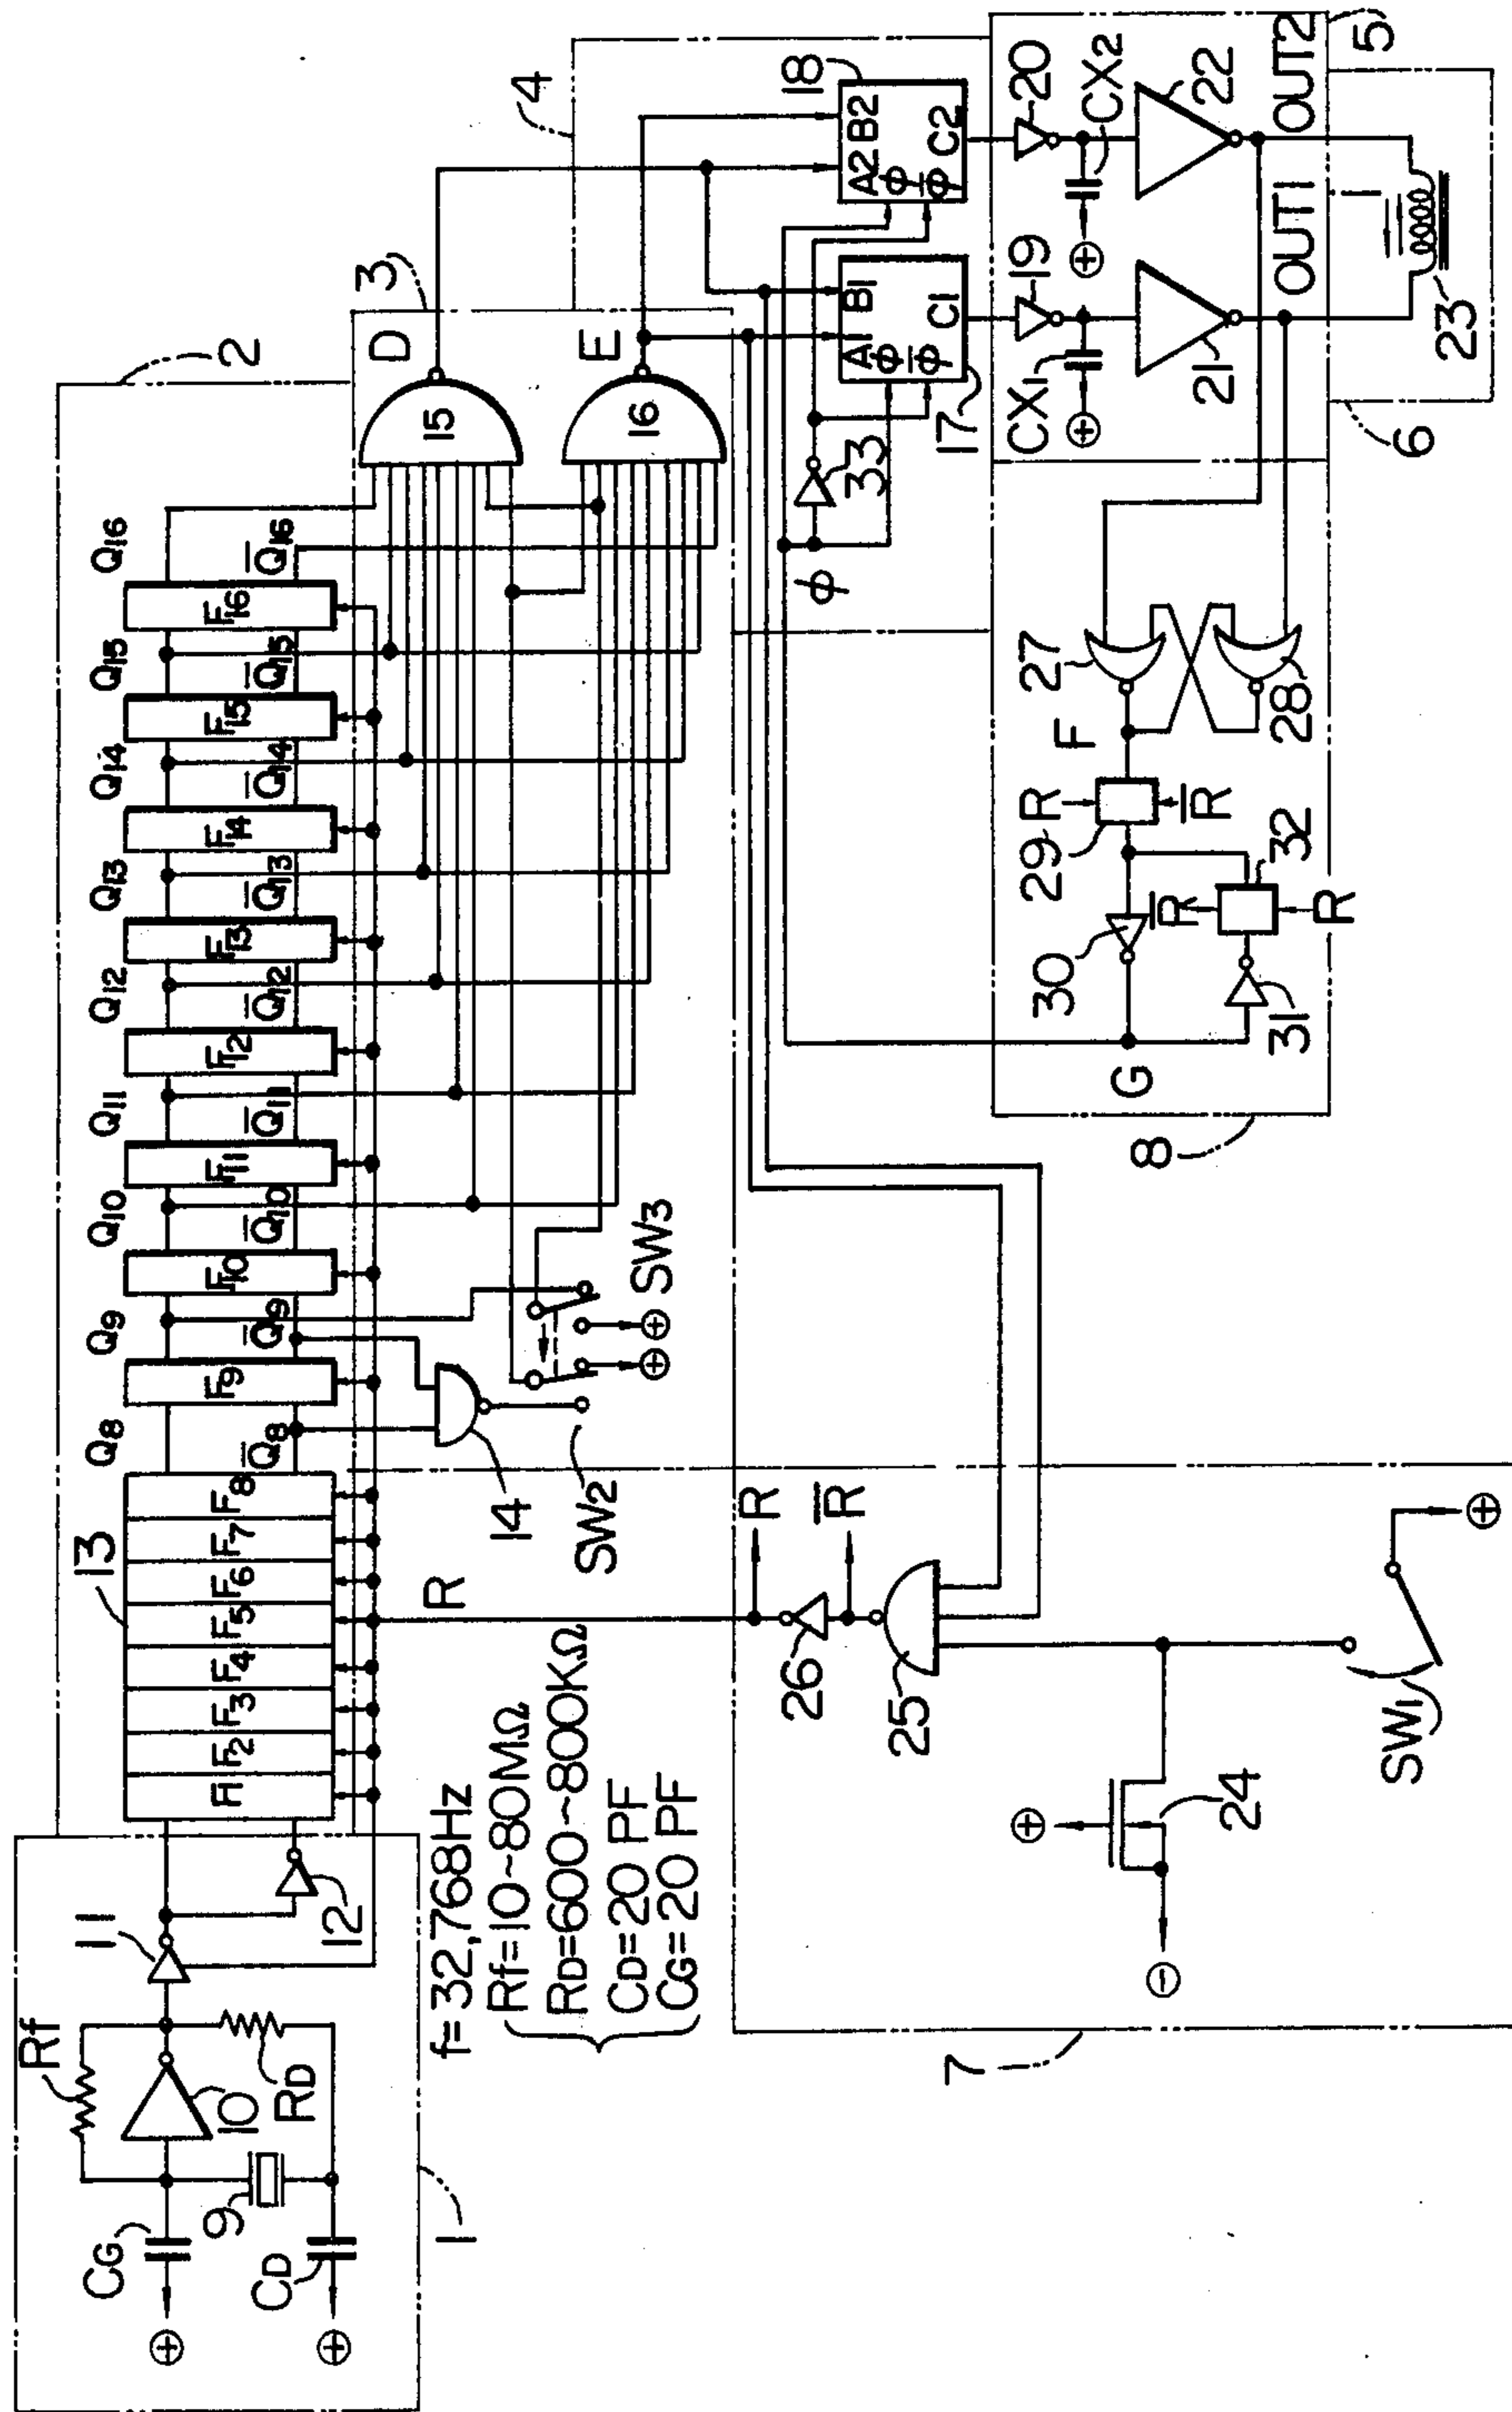 Q8 Q9 Q10 Q11 Q12 Q13 Q14 Q15 Q16
Q̅8 Q̅9 Q̅10 Q̅11 Q̅12 Q̅13 Q̅14 Q̅15 Q̅16
13
F1 F2 F3 F4 F5 F6 F7 F8
F9 F10 F11 F12 F13 F14 F15 F16
2
Rf
CG
10
11
9
RD
CD
12
1
⊕
⊕
f=32,768Hz
Rf=10~80MΩ
RD=600~800KΩ
CD=20 PF
CG=20 PF
R
14
SW2
SW3
⊕ ⊕
15
16
D
E
3
4
R
R̅
26
25
24
⊕
⊖
SW1
⊕
7
ϕ
33
A1 B1
ϕ
ϕ̅
C1
17
A2 B2
ϕ
ϕ̅
C2
18
19
20
CX1
CX2
⊕
⊕
21
22
OUT1
OUT2
5
23
6
27
28
F
R
29
R̅
30
R̅
32
R
31
G
8